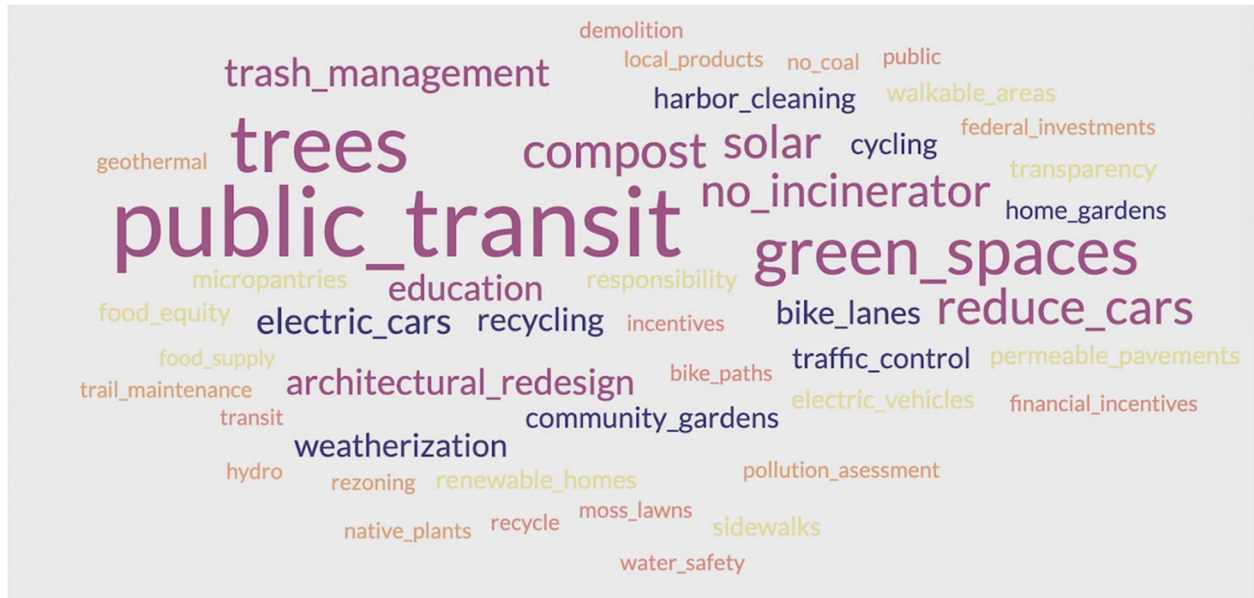 demolition
local_products no_coal public
trash_management
harbor_cleaning walkable_areas
trees compost solar cycling federal_investments
geothermal transparency
public_transit no_incinerator home_gardens
green_spaces
micropantries education responsibility
food_equity electric_cars recycling incentives bike_lanes reduce_cars
food_supply traffic_control permeable_pavements
trail_maintenance architectural_redesign bike_paths
transit community_gardens electric_vehicles financial_incentives
weatherization
hydro rezoning renewable_homes pollution_asessment
native_plants recycle moss_lawns sidewalks
water_safety